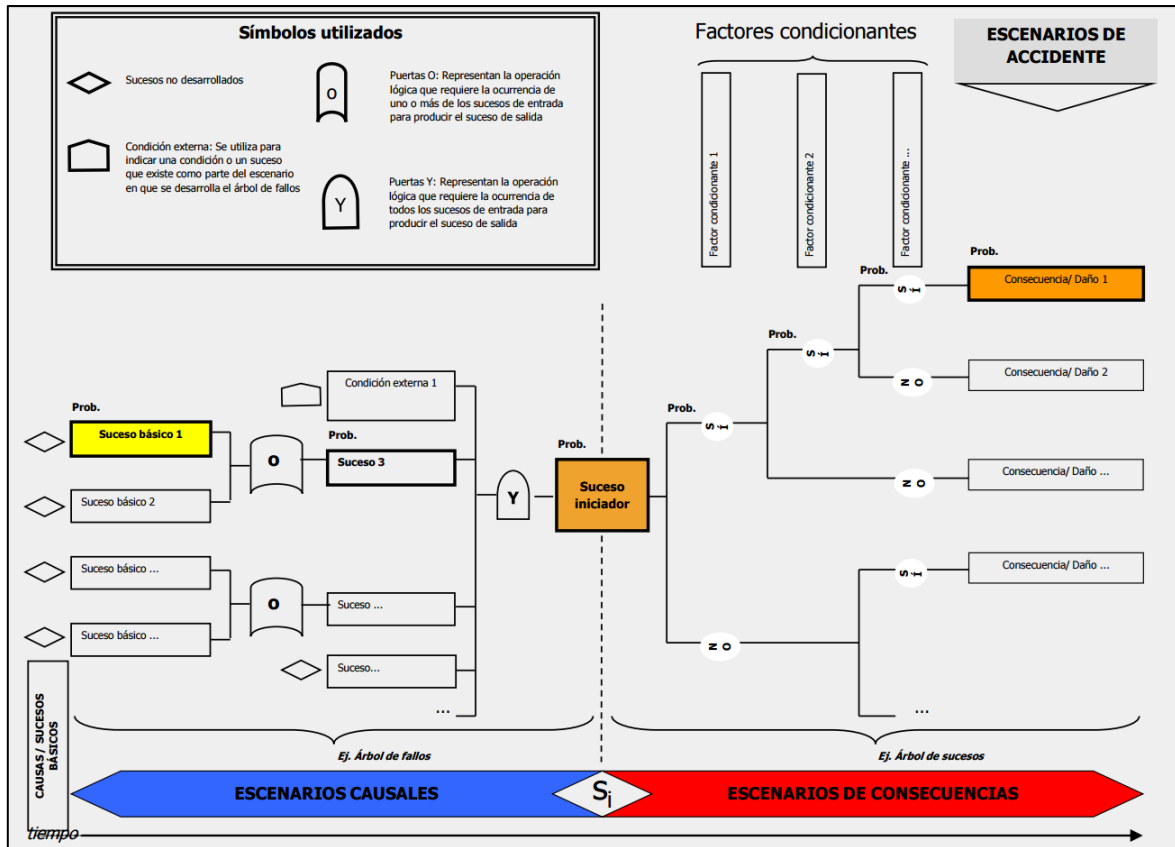 Símbolos utilizados
Sucesos no desarrollados
Condición externa: Se utiliza para
indicar una condición o un suceso
que existe como parte del escenario
en que se desarrolla el árbol de fallos
O
Puertas O: Representan la operación
lógica que requiere la ocurrencia de
uno o más de los sucesos de entrada
para producir el suceso de salida
Y
Puertas Y: Representan la operación
lógica que requiere la ocurrencia de
todos los sucesos de entrada para
producir el suceso de salida
Factores condicionantes
Factor condicionante 1
Factor condicionante 2
Factor condicionante ...
ESCENARIOS DE
ACCIDENTE
Prob.
Suceso básico 1
Suceso básico 2
Suceso básico ...
Suceso básico ...
O
O
Condición externa 1
Prob.
Suceso 3
Suceso ...
Suceso...
...
Y
Prob.
Suceso
iniciador
Prob.
SÍ
NO
Prob.
SÍ
NO
Prob.
SÍ
NO
SÍ
Prob.
Consecuencia/ Daño 1
Consecuencia/ Daño 2
Consecuencia/ Daño ...
Consecuencia/ Daño ...
...
CAUSAS / SUCESOS
BÁSICOS
Ej. Árbol de fallos
Ej. Árbol de sucesos
ESCENARIOS CAUSALES
Si
ESCENARIOS DE CONSECUENCIAS
tiempo